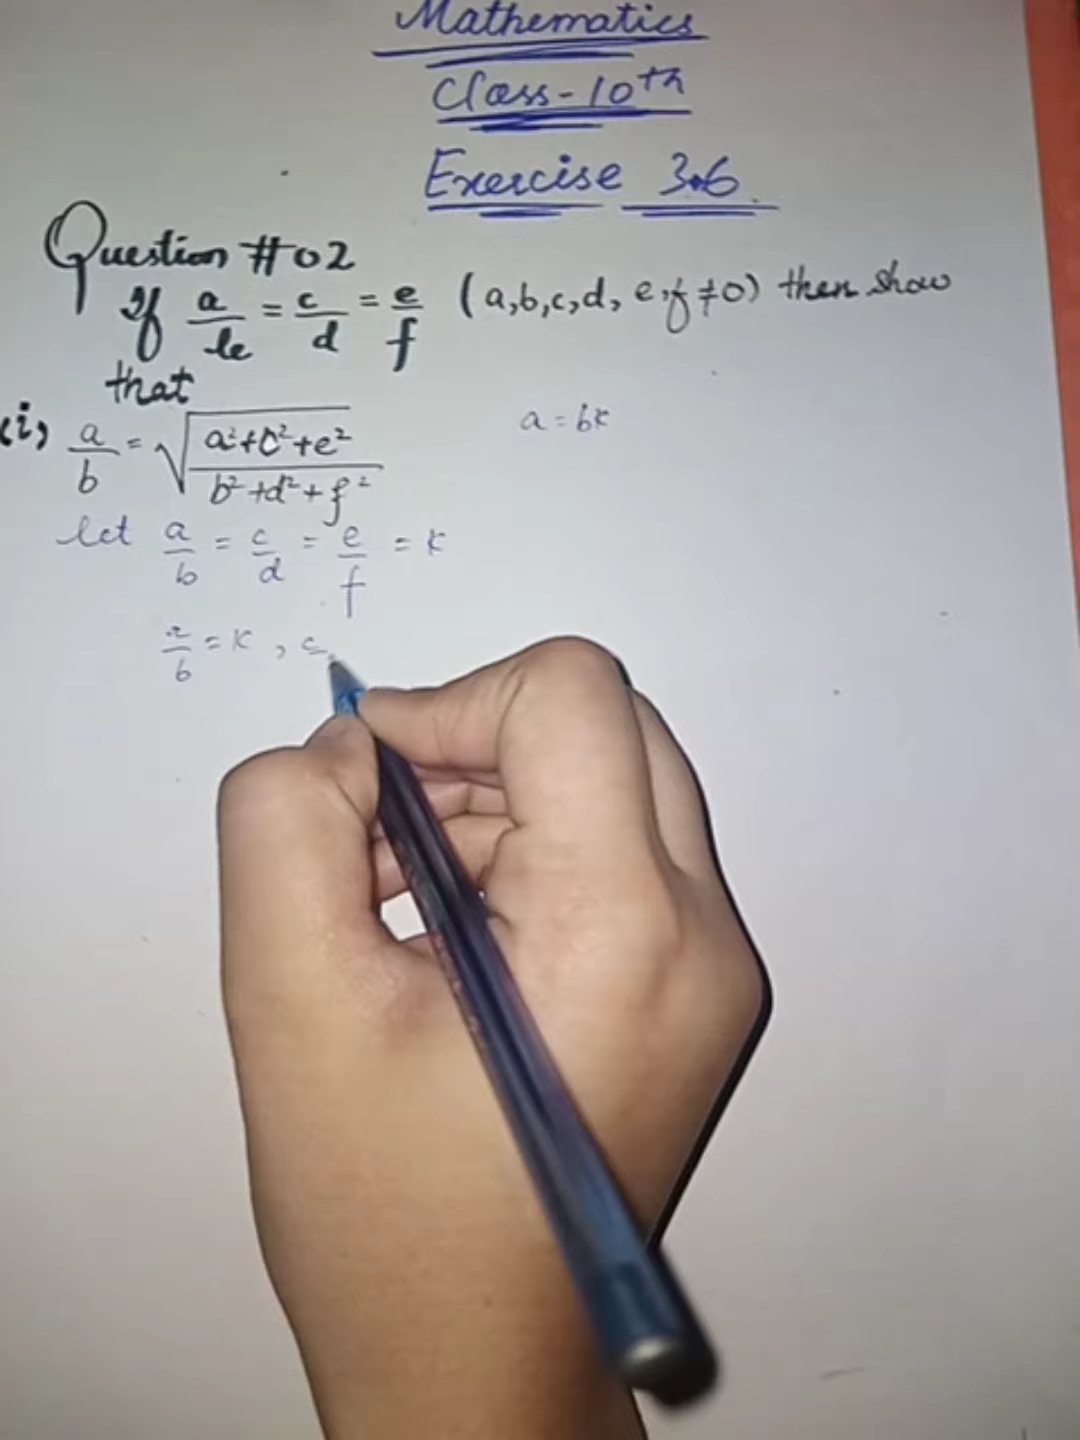 Mathematics
Class-10th
Exercise 3.6
Question #02
If a/b = c/d = e/f (a,b,c,d, e,f ≠0) then show
that
(i) a/b = √((a²+c²+e²)/(b²+d²+f²))
a = bk
let a/b = c/d = e/f = k
a/b = k , c